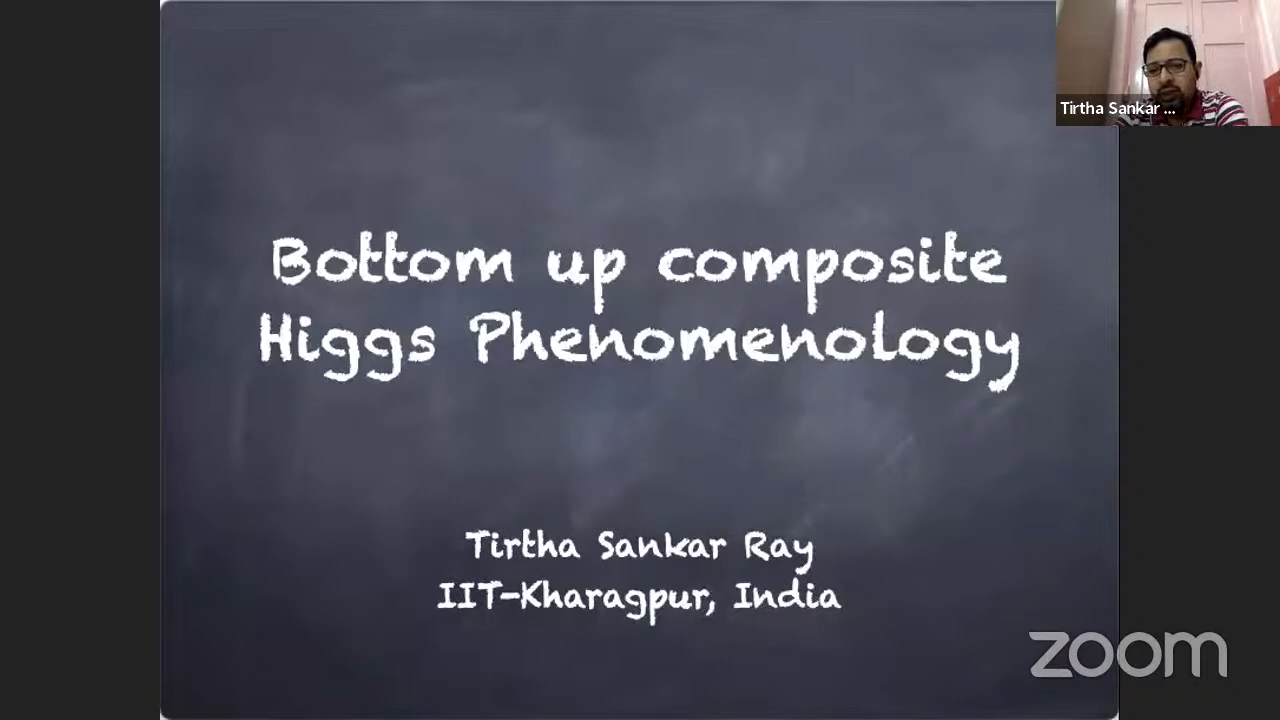 Tirtha Sankar ...
Bottom up composite
Higgs Phenomenology
Tirtha Sankar Ray
IIT-Kharagpur, India
zoom